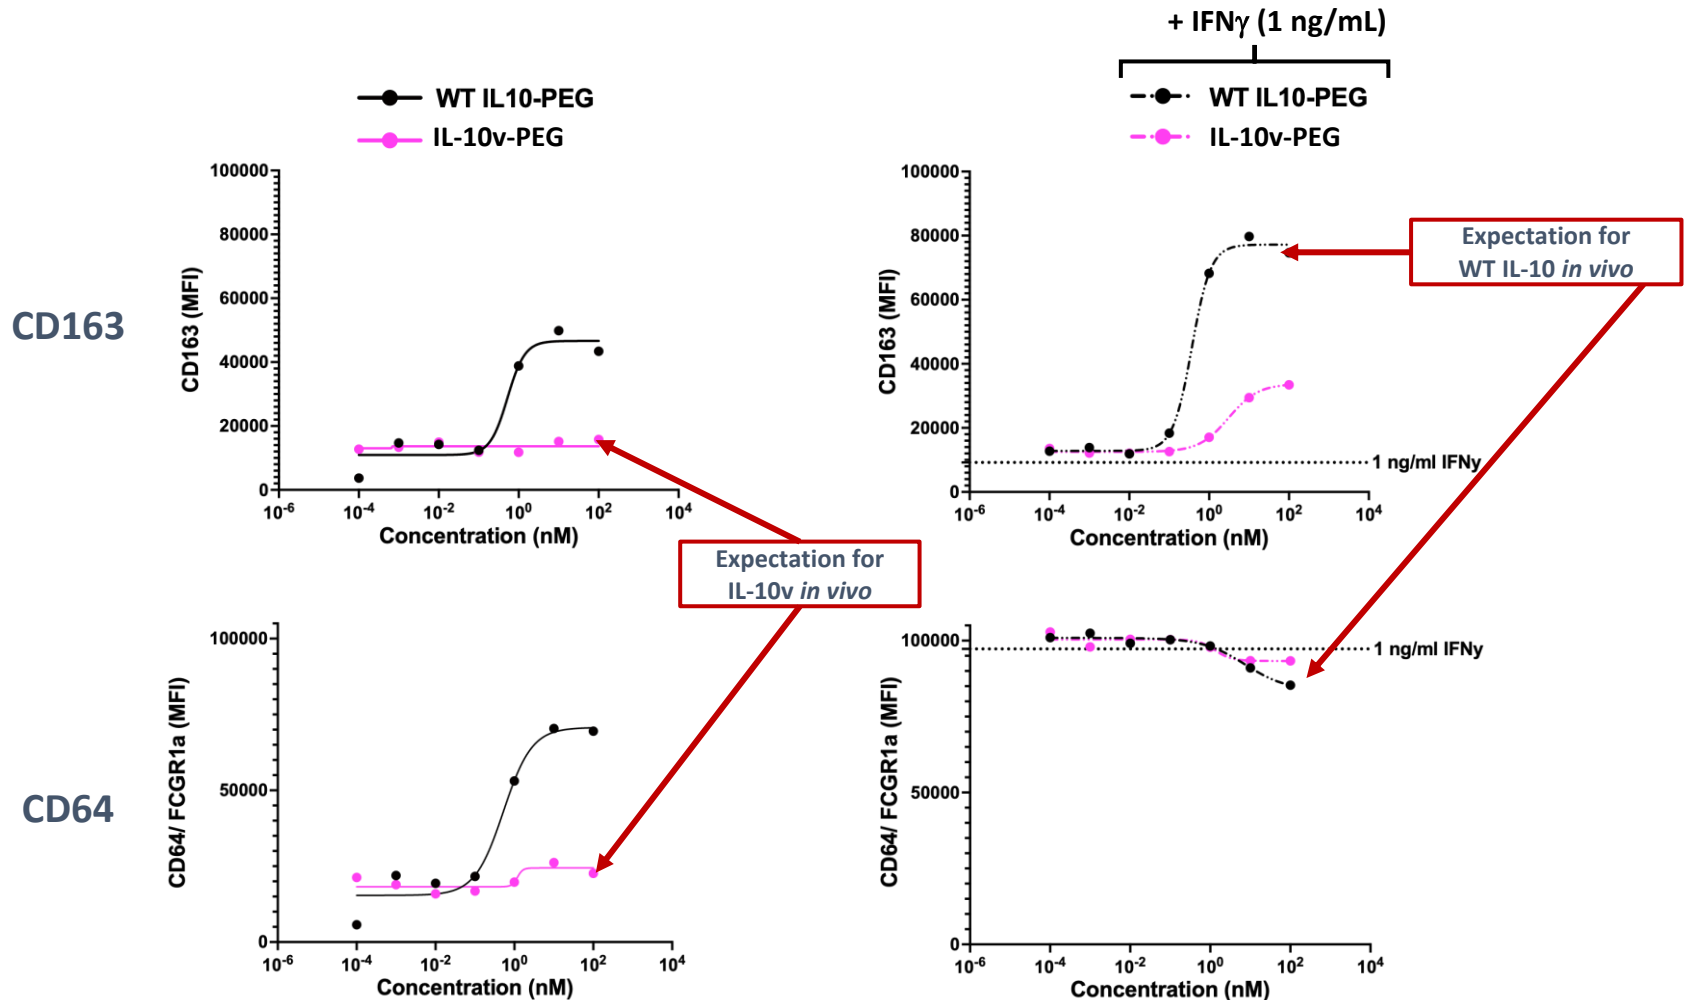 + IFNγ (1 ng/mL)
WT IL10-PEG
IL-10v-PEG
WT IL10-PEG
IL-10v-PEG
CD163
CD163 (MFI)
100000
80000
60000
40000
20000
0
10-6
10-4
10-2
100
102
104
Concentration (nM)
CD163 (MFI)
100000
80000
60000
40000
20000
0
10-6
10-4
10-2
100
102
104
Concentration (nM)
1 ng/ml IFNy
Expectation for
WT IL-10 in vivo
Expectation for
IL-10v in vivo
CD64
CD64/ FCGR1a (MFI)
100000
50000
0
10-6
10-4
10-2
100
102
104
Concentration (nM)
CD64/ FCGR1a (MFI)
100000
50000
0
10-6
10-4
10-2
100
102
104
Concentration (nM)
1 ng/ml IFNy